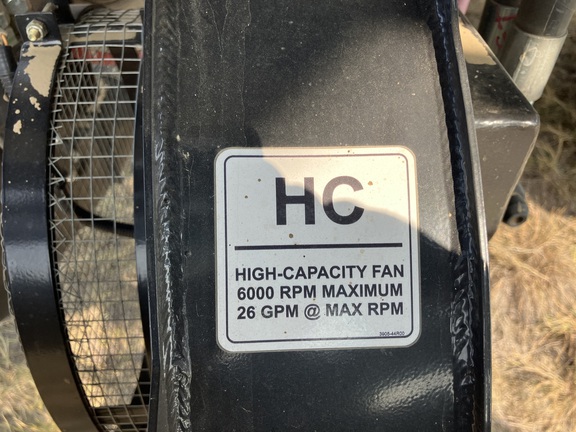 HC
HIGH-CAPACITY FAN
6000 RPM MAXIMUM
26 GPM @ MAX RPM